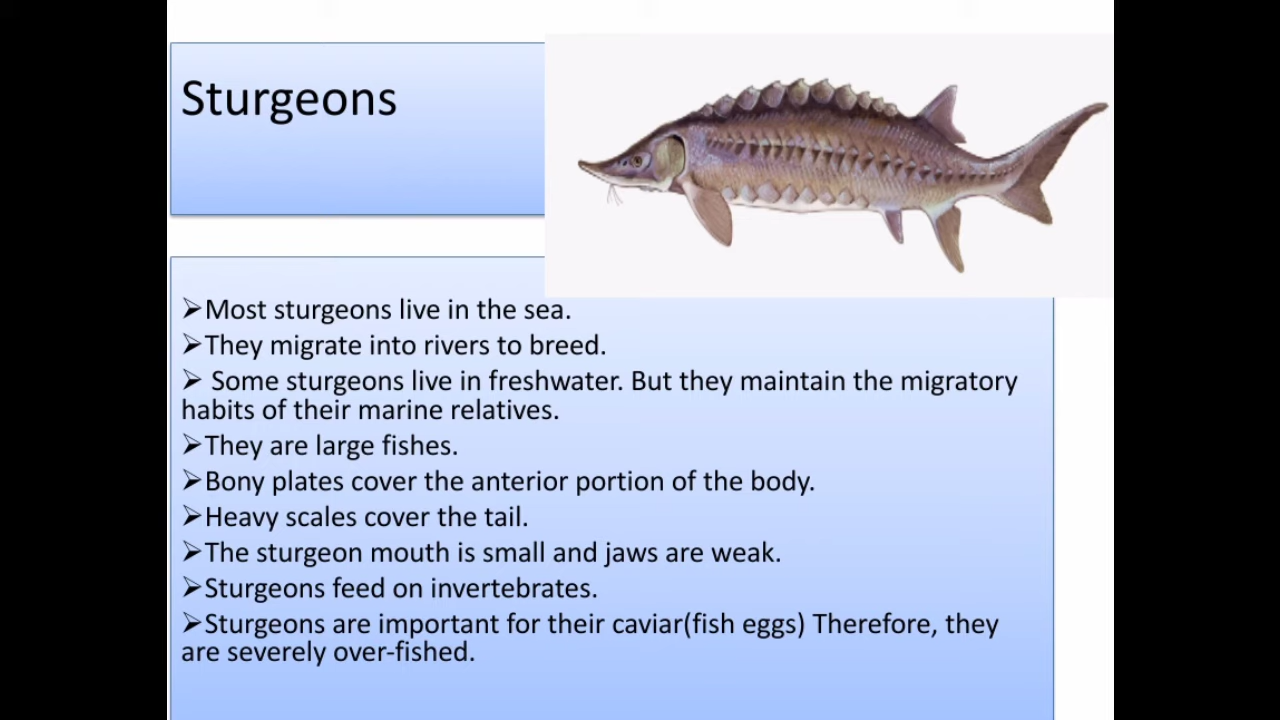 Sturgeons
➢Most sturgeons live in the sea.
➢They migrate into rivers to breed.
➢ Some sturgeons live in freshwater. But they maintain the migratory
habits of their marine relatives.
➢They are large fishes.
➢Bony plates cover the anterior portion of the body.
➢Heavy scales cover the tail.
➢The sturgeon mouth is small and jaws are weak.
➢Sturgeons feed on invertebrates.
➢Sturgeons are important for their caviar(fish eggs) Therefore, they
are severely over-fished.